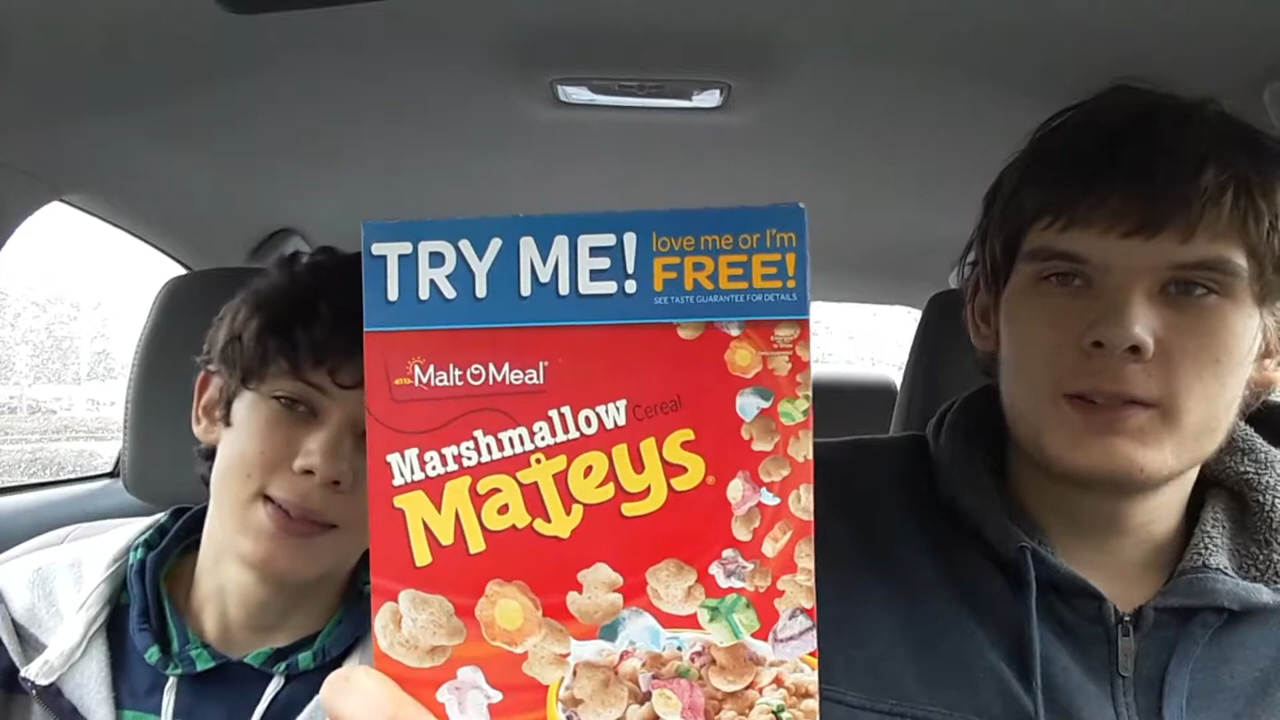 TRY ME!
love me or I'm
FREE!
SEE TASTE GUARANTEE FOR DETAILS
Malt O Meal®
Marshmallow Cereal
Mateys®